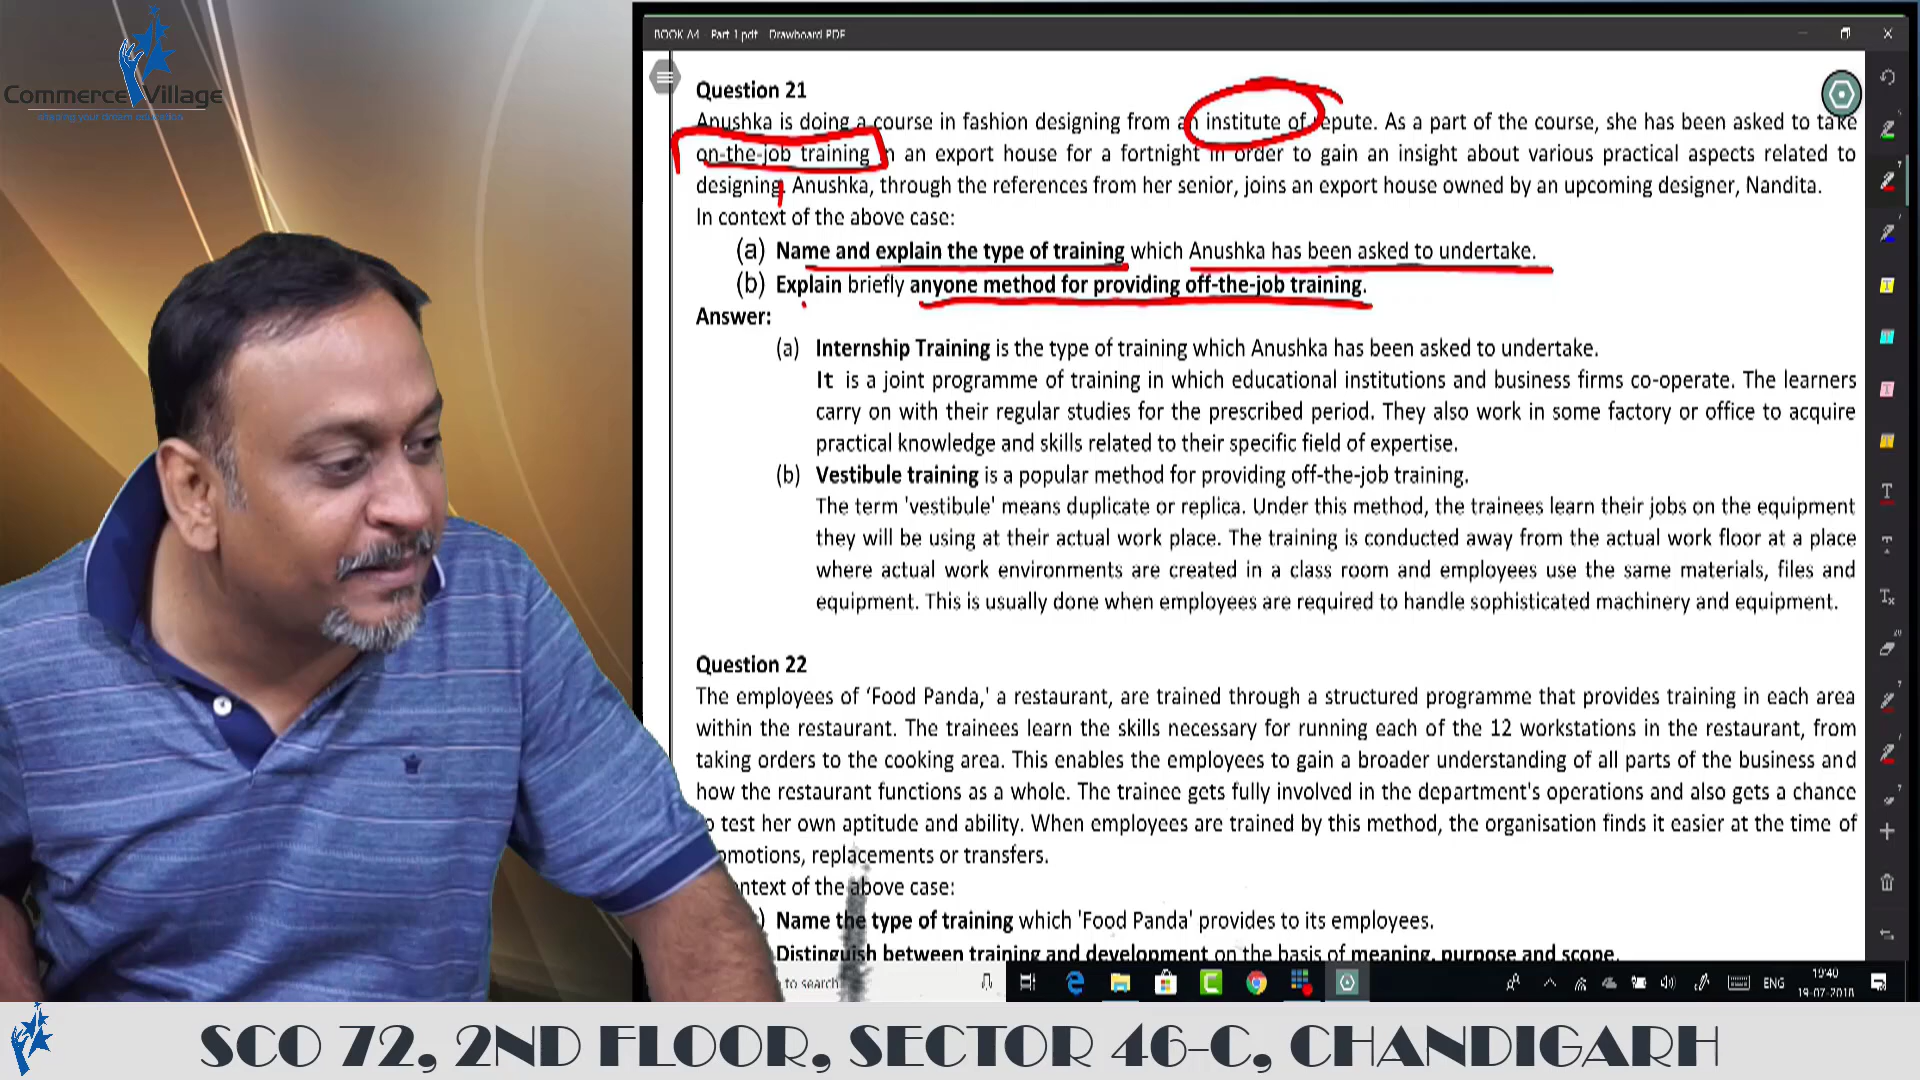 Commerce Village
BOOK A4 - Part 1.pdf - Drawboard PDF
Question 21
Anushka is doing a course in fashion designing from an institute of repute. As a part of the course, she has been asked to take
on-the-job training in an export house for a fortnight in order to gain an insight about various practical aspects related to
designing. Anushka, through the references from her senior, joins an export house owned by an upcoming designer, Nandita.
In context of the above case:
(a) Name and explain the type of training which Anushka has been asked to undertake.
(b) Explain briefly anyone method for providing off-the-job training.
Answer:
(a) Internship Training is the type of training which Anushka has been asked to undertake.
It is a joint programme of training in which educational institutions and business firms co-operate. The learners
carry on with their regular studies for the prescribed period. They also work in some factory or office to acquire
practical knowledge and skills related to their specific field of expertise.
(b) Vestibule training is a popular method for providing off-the-job training.
The term 'vestibule' means duplicate or replica. Under this method, the trainees learn their jobs on the equipment
they will be using at their actual work place. The training is conducted away from the actual work floor at a place
where actual work environments are created in a class room and employees use the same materials, files and
equipment. This is usually done when employees are required to handle sophisticated machinery and equipment.
Question 22
The employees of ‘Food Panda,' a restaurant, are trained through a structured programme that provides training in each area
within the restaurant. The trainees learn the skills necessary for running each of the 12 workstations in the restaurant, from
taking orders to the cooking area. This enables the employees to gain a broader understanding of all parts of the business and
how the restaurant functions as a whole. The trainee gets fully involved in the department's operations and also gets a chance
test her own aptitude and ability. When employees are trained by this method, the organisation finds it easier at the time of
omotions, replacements or transfers.
ntext of the above case:
) Name the type of training which 'Food Panda' provides to its employees.
Distinguish between training and development on the basis of meaning, purpose and scope.
to search
ENG
19:40
19-07-2018
SCO 72, 2ND FLOOR, SECTOR 46-C, CHANDIGARH